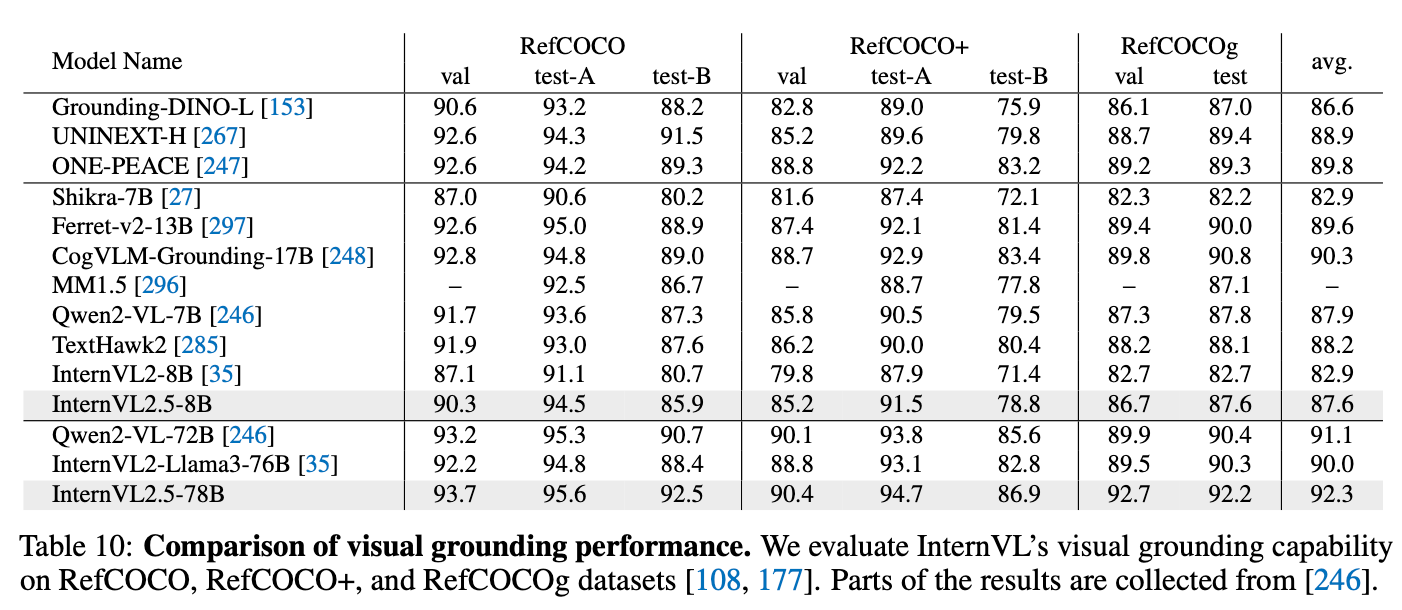 Model Name RefCOCO RefCOCO+ RefCOCOg avg.
val test-A test-B val test-A test-B val test
Grounding-DINO-L [153] 90.6 93.2 88.2 82.8 89.0 75.9 86.1 87.0 86.6
UNINEXT-H [267] 92.6 94.3 91.5 85.2 89.6 79.8 88.7 89.4 88.9
ONE-PEACE [247] 92.6 94.2 89.3 88.8 92.2 83.2 89.2 89.3 89.8
Shikra-7B [27] 87.0 90.6 80.2 81.6 87.4 72.1 82.3 82.2 82.9
Ferret-v2-13B [297] 92.6 95.0 88.9 87.4 92.1 81.4 89.4 90.0 89.6
CogVLM-Grounding-17B [248] 92.8 94.8 89.0 88.7 92.9 83.4 89.8 90.8 90.3
MM1.5 [296] – 92.5 86.7 – 88.7 77.8 – 87.1 –
Qwen2-VL-7B [246] 91.7 93.6 87.3 85.8 90.5 79.5 87.3 87.8 87.9
TextHawk2 [285] 91.9 93.0 87.6 86.2 90.0 80.4 88.2 88.1 88.2
InternVL2-8B [35] 87.1 91.1 80.7 79.8 87.9 71.4 82.7 82.7 82.9
InternVL2.5-8B 90.3 94.5 85.9 85.2 91.5 78.8 86.7 87.6 87.6
Qwen2-VL-72B [246] 93.2 95.3 90.7 90.1 93.8 85.6 89.9 90.4 91.1
InternVL2-Llama3-76B [35] 92.2 94.8 88.4 88.8 93.1 82.8 89.5 90.3 90.0
InternVL2.5-78B 93.7 95.6 92.5 90.4 94.7 86.9 92.7 92.2 92.3
Table 10: Comparison of visual grounding performance. We evaluate InternVL's visual grounding capability
on RefCOCO, RefCOCO+, and RefCOCOg datasets [108, 177]. Parts of the results are collected from [246].